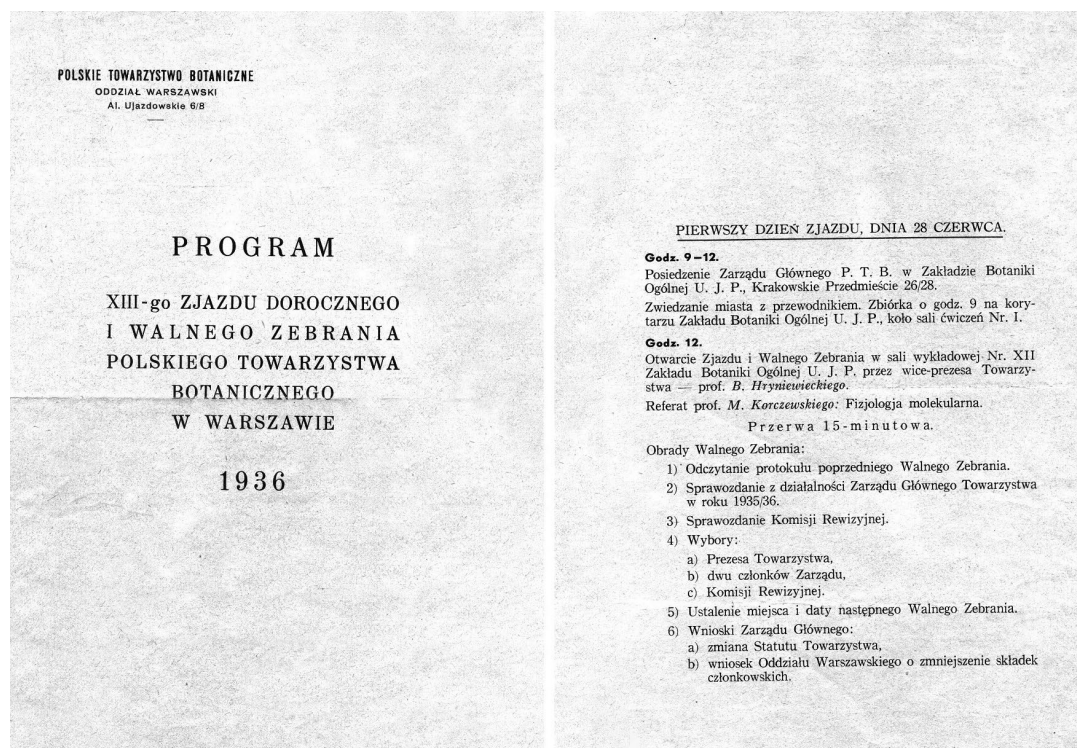 POLSKIE TOWARZYSTWO BOTANICZNE
ODDZIAŁ WARSZAWSKI
Al. Ujazdowskie 6/8
PROGRAM
XIII-go ZJAZDU DOROCZNEGO
I WALNEGO ZEBRANIA
POLSKIEGO TOWARZYSTWA
BOTANICZNEGO
W WARSZAWIE
1936
PIERWSZY DZIEŃ ZJAZDU, DNIA 28 CZERWCA.
Godz. 9–12.
Posiedzenie Zarządu Głównego P. T. B. w Zakładzie Botaniki
Ogólnej U. J. P., Krakowskie Przedmieście 26/28.
Zwiedzanie miasta z przewodnikiem. Zbiórka o godz. 9 na kory-
tarzu Zakładu Botaniki Ogólnej U. J. P., koło sali ćwiczeń Nr. I.
Godz. 12.
Otwarcie Zjazdu i Walnego Zebrania w sali wykładowej Nr. XII
Zakładu Botaniki Ogólnej U. J. P. przez wice-prezesa Towarzy-
stwa — prof. B. Hryniewieckiego.
Referat prof. M. Korczewskiego: Fizjologja molekularna.
Przerwa 15-minutowa.
Obrady Walnego Zebrania:
1) Odczytanie protokułu poprzedniego Walnego Zebrania.
2) Sprawozdanie z działalności Zarządu Głównego Towarzystwa
w roku 1935/36.
3) Sprawozdanie Komisji Rewizyjnej.
4) Wybory:
a) Prezesa Towarzystwa,
b) dwu członków Zarządu,
c) Komisji Rewizyjnej.
5) Ustalenie miejsca i daty następnego Walnego Zebrania.
6) Wnioski Zarządu Głównego:
a) zmiana Statutu Towarzystwa,
b) wniosek Oddziału Warszawskiego o zmniejszenie składek
członkowskich.